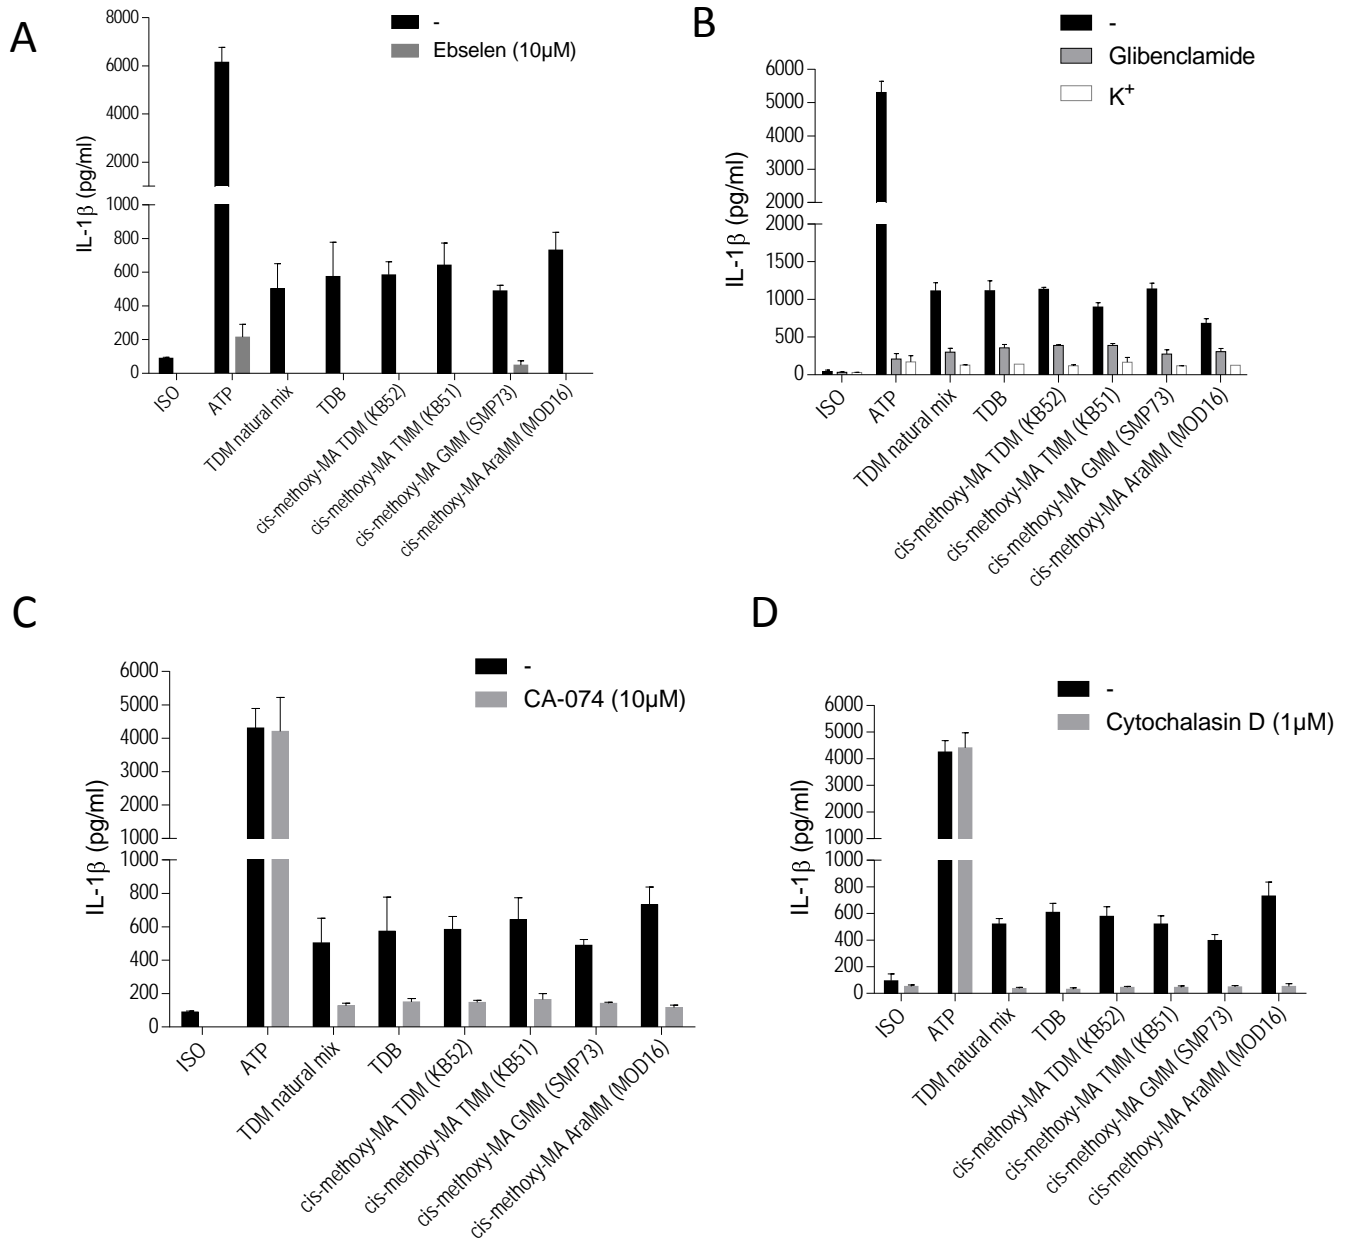 A
-
Ebselen (10µM)
IL-1β (pg/ml)
8000
6000
4000
2000
1000
800
600
400
200
0
ISO
ATP
TDM natural mix
TDB
cis-methoxy-MA TDM (KB52)
cis-methoxy-MA TMM (KB51)
cis-methoxy-MA GMM (SMP73)
cis-methoxy-MA AraMM (MOD16)
B
-
Glibenclamide
K⁺
IL-1β (pg/ml)
6000
5000
4000
3000
2000
2000
1500
1000
500
0
ISO
ATP
TDM natural mix
TDB
cis-methoxy-MA TDM (KB52)
cis-methoxy-MA TMM (KB51)
cis-methoxy-MA GMM (SMP73)
cis-methoxy-MA AraMM (MOD16)
C
-
CA-074 (10µM)
IL-1β (pg/ml)
6000
5000
4000
3000
2000
1000
1000
800
600
400
200
0
ISO
ATP
TDM natural mix
TDB
cis-methoxy-MA TDM (KB52)
cis-methoxy-MA TMM (KB51)
cis-methoxy-MA GMM (SMP73)
cis-methoxy-MA AraMM (MOD16)
D
-
Cytochalasin D (1µM)
IL-1β (pg/ml)
6000
5000
4000
3000
2000
1000
1000
800
600
400
200
0
ISO
ATP
TDM natural mix
TDB
cis-methoxy-MA TDM (KB52)
cis-methoxy-MA TMM (KB51)
cis-methoxy-MA GMM (SMP73)
cis-methoxy-MA AraMM (MOD16)